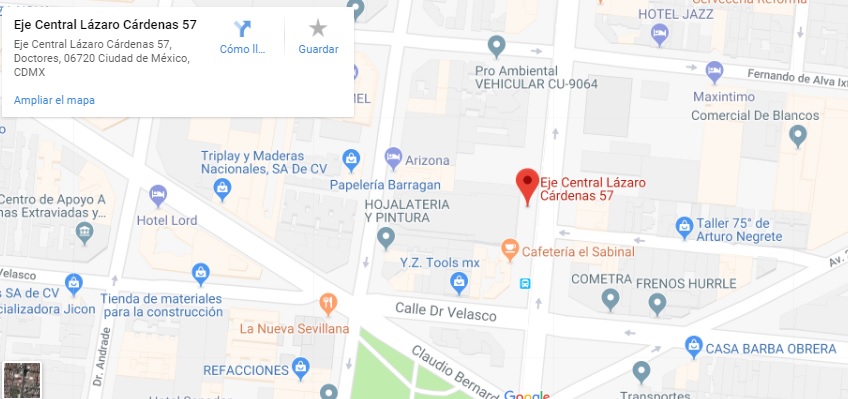 Eje Central Lázaro Cárdenas 57
Eje Central Lázaro Cárdenas 57,
Doctores, 06720 Ciudad de México,
CDMX
Ampliar el mapa
Cómo ll...
Guardar
HOTEL JAZZ
Cervecería Reforma
Pro Ambiental
VEHICULAR CU-9064
Fernando de Alva Ixt
Maxintimo
Comercial De Blancos
MEL
Triplay y Maderas
Nacionales, SA De CV
Arizona
Papelería Barragan
Eje Central Lázaro
Cárdenas 57
Centro de Apoyo A
nas Extraviadas y...
Hotel Lord
HOJALATERIA
Y PINTURA
Taller 75° de
Arturo Negrete
Cafetería el Sabinal
Av.
Y.Z. Tools mx
Velasco
COMETRA
FRENOS HURRLE
SA de CV
cializadora Jicon
Tienda de materiales
para la construcción
La Nueva Sevillana
Calle Dr Velasco
Dr. Andrade
Claudio Bernard
CASA BARBA OBRERA
REFACCIONES
Transportes
Google